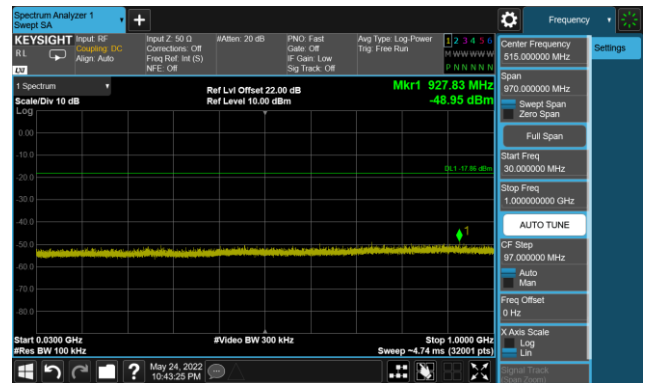 Spectrum Analyzer 1
Swept SA
Frequency
KEYSIGHT
RL
LXI
Input: RF
Coupling: DC
Align: Auto
Input Z: 50 Ω
Corrections: Off
Freq Ref: Int (S)
NFE: Off
#Atten: 20 dB
PNO: Fast
Gate: Off
IF Gain: Low
Sig Track: Off
Avg Type: Log-Power
Trig: Free Run
1 2 3 4 5 6
M W W W W W
P N N N N N
1 Spectrum
Scale/Div 10 dB
Ref Lvl Offset 22.00 dB
Ref Level 10.00 dBm
Mkr1 927.83 MHz
-48.95 dBm
Log
0.00
-10.0
-20.0
-30.0
-40.0
-50.0
-60.0
-70.0
-80.0
DL1 -17.86 dBm
1
Start 0.0300 GHz
#Res BW 100 kHz
#Video BW 300 kHz
Stop 1.0000 GHz
Sweep ~4.74 ms (32001 pts)
Center Frequency
515.000000 MHz
Settings
Span
970.000000 MHz
Swept Span
Zero Span
Full Span
Start Freq
30.000000 MHz
Stop Freq
1.000000000 GHz
AUTO TUNE
CF Step
97.000000 MHz
Auto
Man
Freq Offset
0 Hz
X Axis Scale
Log
Lin
Signal Track
(Span Zoom)
?
May 24, 2022
10:43:25 PM